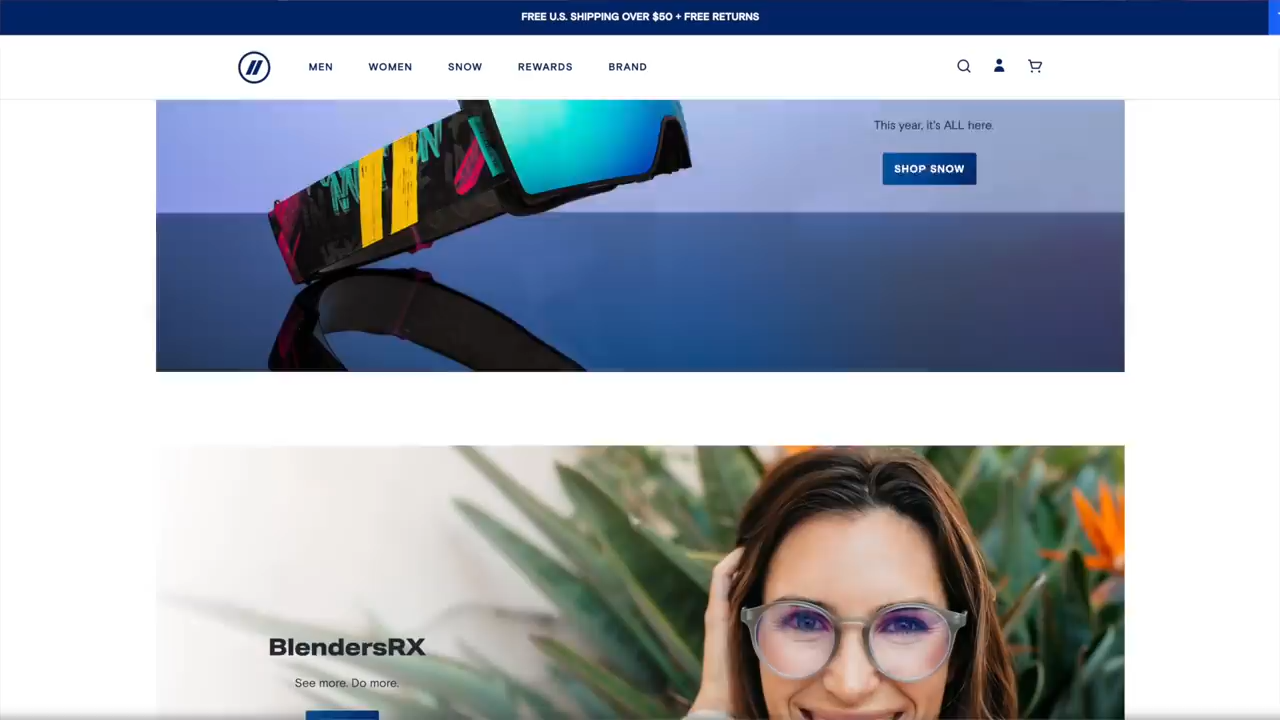 FREE U.S. SHIPPING OVER $50 + FREE RETURNS
MEN WOMEN SNOW REWARDS BRAND
This year, it's ALL here.
SHOP SNOW
BlendersRX
See more. Do more.